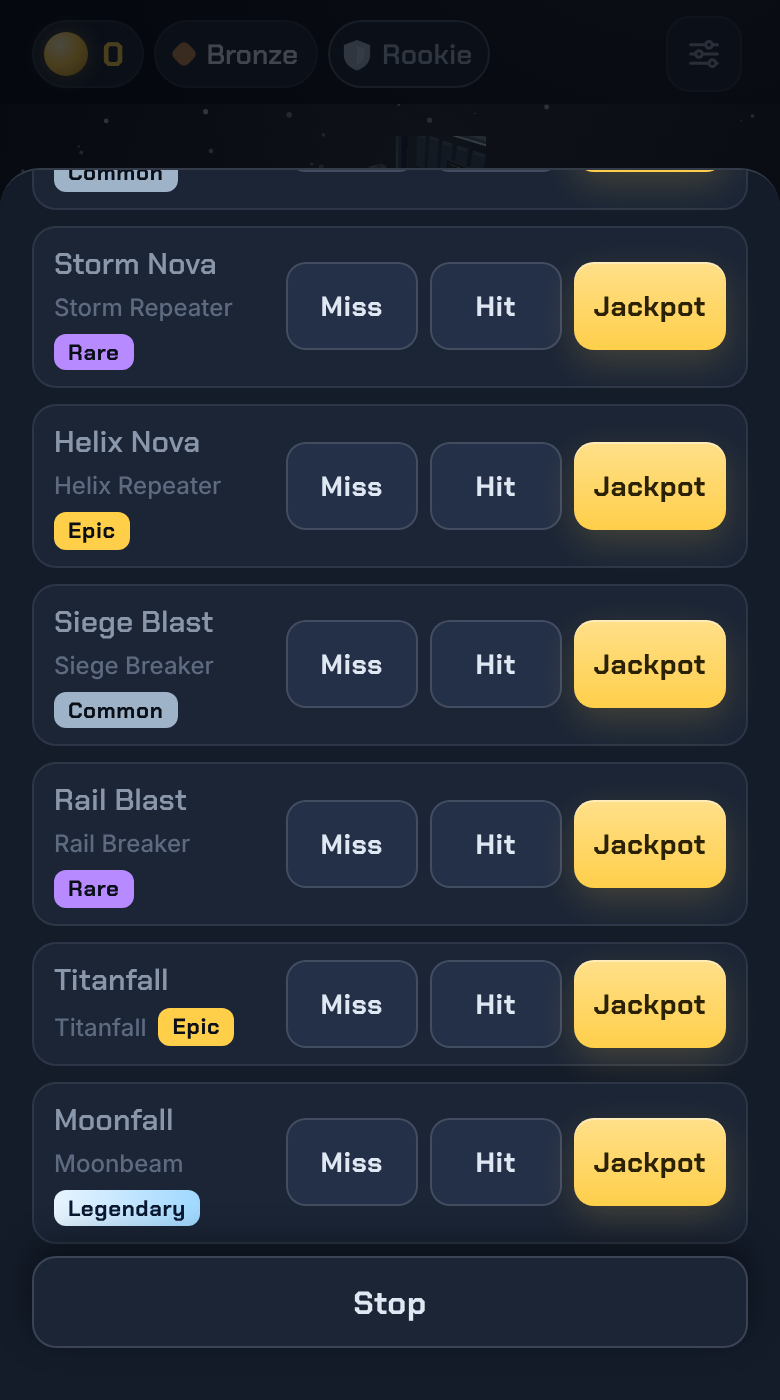 0 Bronze Rookie
Common
Storm Nova
Storm Repeater
Rare
Miss Hit Jackpot
Helix Nova
Helix Repeater
Epic
Miss Hit Jackpot
Siege Blast
Siege Breaker
Common
Miss Hit Jackpot
Rail Blast
Rail Breaker
Rare
Miss Hit Jackpot
Titanfall
Titanfall Epic
Miss Hit Jackpot
Moonfall
Moonbeam
Legendary
Miss Hit Jackpot
Stop